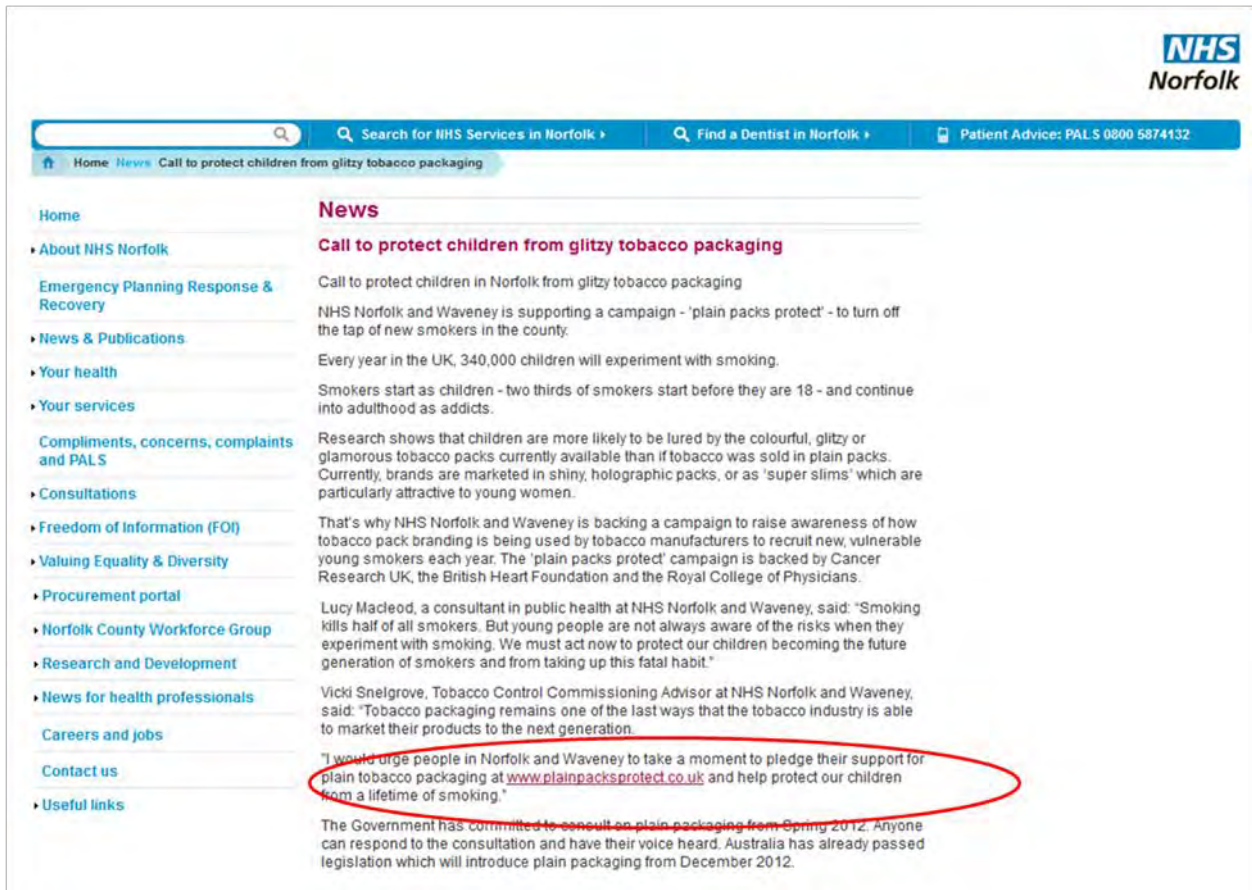 NHS
Norfolk
Search for NHS Services in Norfolk
Find a Dentist in Norfolk
Patient Advice: PALS 0800 5874132
Home News Call to protect children from glitzy tobacco packaging
Home
About NHS Norfolk
Emergency Planning Response &
Recovery
News & Publications
Your health
Your services
Compliments, concerns, complaints
and PALS
Consultations
Freedom of Information (FOI)
Valuing Equality & Diversity
Procurement portal
Norfolk County Workforce Group
Research and Development
News for health professionals
Careers and jobs
Contact us
Useful links
News
Call to protect children from glitzy tobacco packaging
Call to protect children in Norfolk from glitzy tobacco packaging
NHS Norfolk and Waveney is supporting a campaign - 'plain packs protect' - to turn off
the tap of new smokers in the county.
Every year in the UK, 340,000 children will experiment with smoking.
Smokers start as children - two thirds of smokers start before they are 18 - and continue
into adulthood as addicts.
Research shows that children are more likely to be lured by the colourful, glitzy or
glamorous tobacco packs currently available than if tobacco was sold in plain packs.
Currently, brands are marketed in shiny, holographic packs, or as 'super slims' which are
particularly attractive to young women.
That's why NHS Norfolk and Waveney is backing a campaign to raise awareness of how
tobacco pack branding is being used by tobacco manufacturers to recruit new, vulnerable
young smokers each year. The 'plain packs protect' campaign is backed by Cancer
Research UK, the British Heart Foundation and the Royal College of Physicians.
Lucy Macleod, a consultant in public health at NHS Norfolk and Waveney, said: "Smoking
kills half of all smokers. But young people are not always aware of the risks when they
experiment with smoking. We must act now to protect our children becoming the future
generation of smokers and from taking up this fatal habit."
Vicki Snelgrove, Tobacco Control Commissioning Advisor at NHS Norfolk and Waveney,
said: "Tobacco packaging remains one of the last ways that the tobacco industry is able
to market their products to the next generation.
"I would urge people in Norfolk and Waveney to take a moment to pledge their support for
plain tobacco packaging at www.plainpacksprotect.co.uk and help protect our children
from a lifetime of smoking."
The Government has committed to consult on plain packaging from Spring 2012. Anyone
can respond to the consultation and have their voice heard. Australia has already passed
legislation which will introduce plain packaging from December 2012.